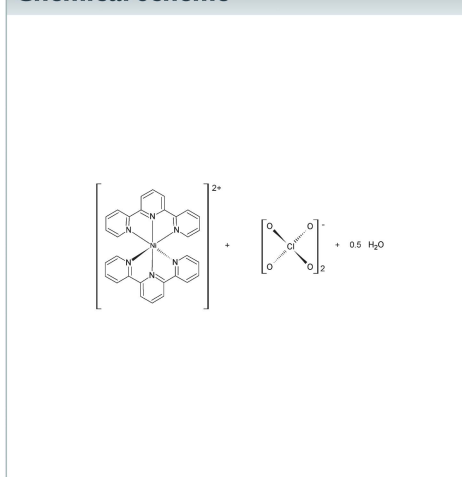 Chemical scheme
2+
N
N N
Ni
N N
N
+
O O -
Cl
O O 2
+ 0.5 H₂O